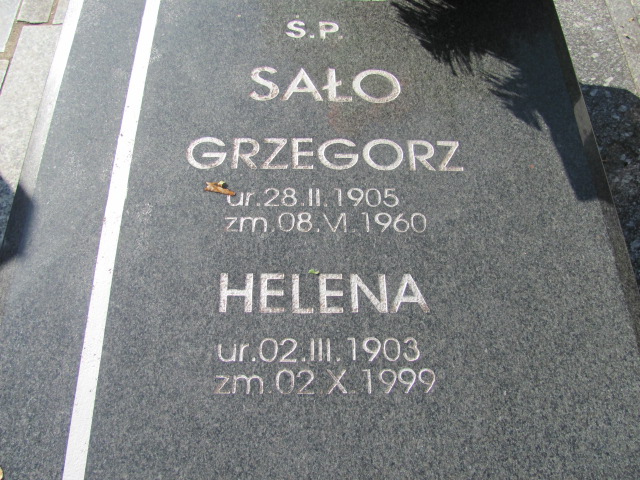 Ś.P.
SAŁO
GRZEGORZ
ur.28.II.1905
zm.08.VI.1960
HELENA
ur.02.III.1903
zm.02.X.1999